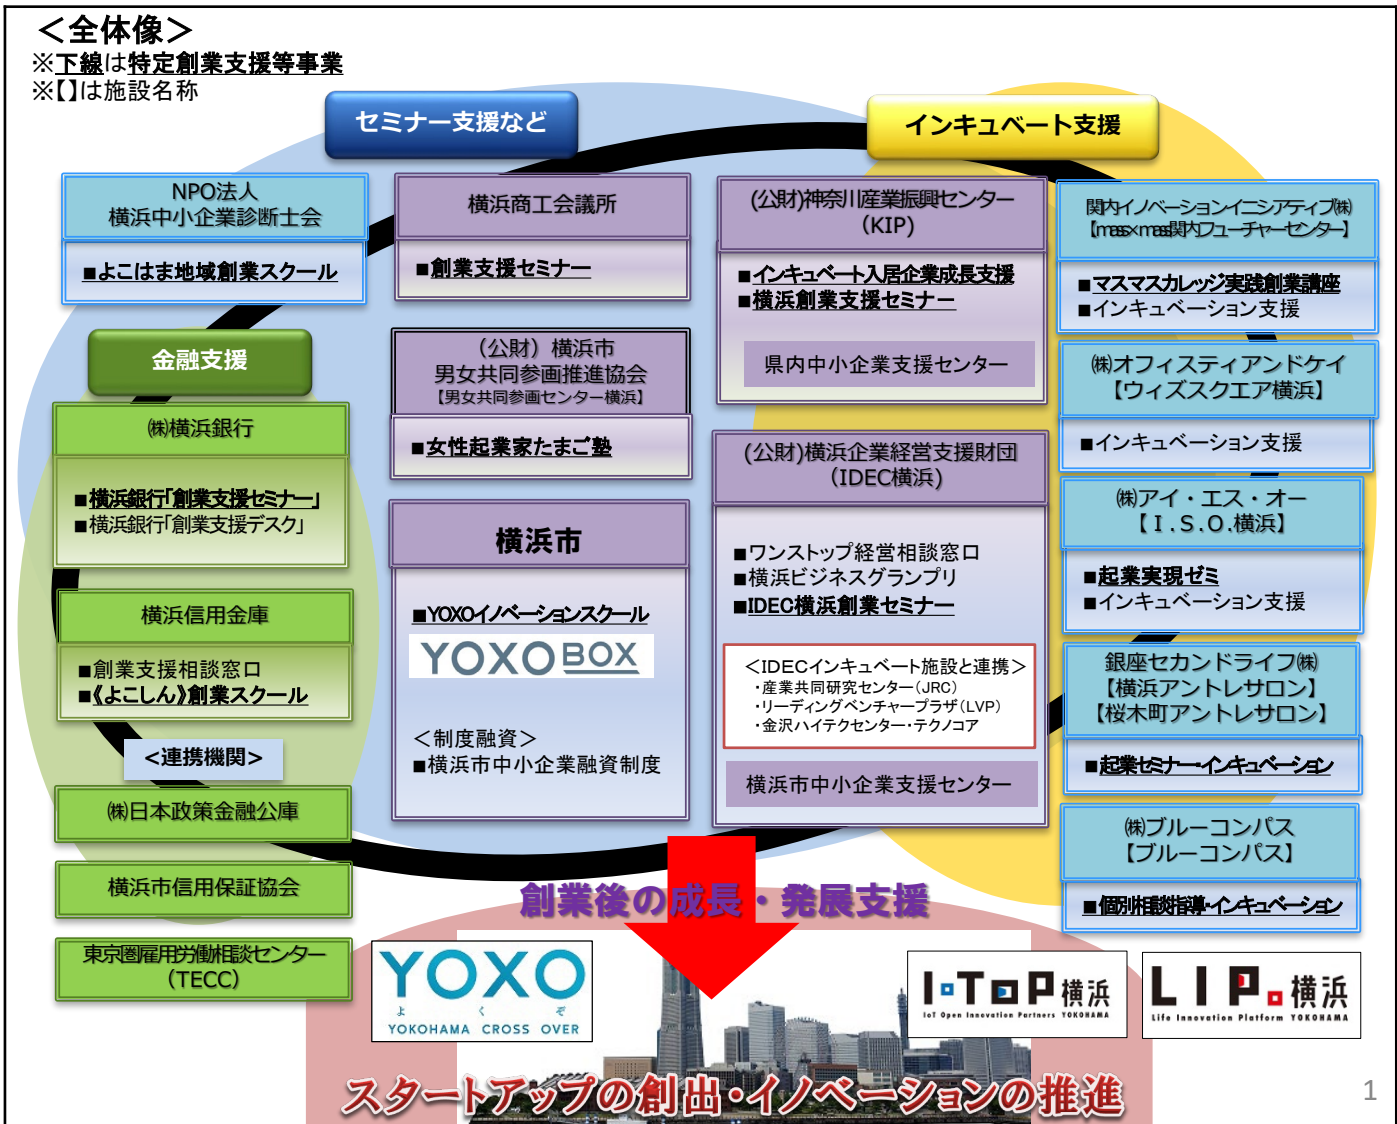 ＜全体像＞
※下線は特定創業支援等事業
※【】は施設名称
セミナー支援など
インキュベート支援
NPO法人
横浜中小企業診断士会
■よこはま地域創業スクール
横浜商工会議所
■創業支援セミナー
(公財)神奈川産業振興センター
(KIP)
■インキュベート入居企業成長支援
■横浜創業支援セミナー
県内中小企業支援センター
関内イノベーションイニシアティブ㈱
【mass×mass関内フューチャーセンター】
■マスマスカレッジ実践創業講座
■インキュベーション支援
金融支援
㈱横浜銀行
■横浜銀行「創業支援セミナー」
■横浜銀行「創業支援デスク」
横浜信用金庫
■創業支援相談窓口
■《よこしん》創業スクール
＜連携機関＞
㈱日本政策金融公庫
横浜市信用保証協会
東京圏雇用労働相談センター
(TECC)
（公財）横浜市
男女共同参画推進協会
【男女共同参画センター横浜】
■女性起業家たまご塾
横浜市
■YOXOイノベーションスクール
YOXO BOX
＜制度融資＞
■横浜市中小企業融資制度
(公財)横浜企業経営支援財団
(IDEC横浜)
■ワンストップ経営相談窓口
■横浜ビジネスグランプリ
■IDEC横浜創業セミナー
＜IDECインキュベート施設と連携＞
・産業共同研究センター(JRC)
・リーディングベンチャープラザ(LVP)
・金沢ハイテクセンター・テクノコア
横浜市中小企業支援センター
㈱オフィスティアンドケイ
【ウィズスクエア横浜】
■インキュベーション支援
㈱アイ・エス・オー
【Ｉ.Ｓ.Ｏ.横浜】
■起業実現ゼミ
■インキュベーション支援
銀座セカンドライフ㈱
【横浜アントレサロン】
【桜木町アントレサロン】
■起業セミナー・インキュベーション
㈱ブルーコンパス
【ブルーコンパス】
■個別相談指導・インキュベーション
創業後の成長・発展支援
YOXO
よくぞ
YOKOHAMA CROSS OVER
I・TOP横浜
IoT Open Innovation Partners YOKOHAMA
LIP.横浜
Life Innovation Platform YOKOHAMA
スタートアップの創出・イノベーションの推進
1